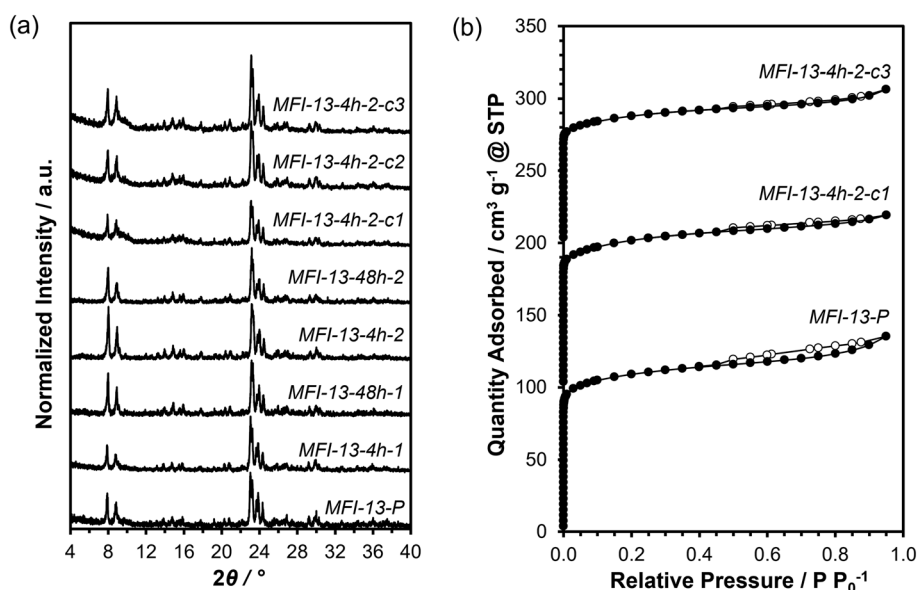 (a)
Normalized Intensity / a.u.
MFI-13-4h-2-c3
MFI-13-4h-2-c2
MFI-13-4h-2-c1
MFI-13-48h-2
MFI-13-4h-2
MFI-13-48h-1
MFI-13-4h-1
MFI-13-P
4 8 12 16 20 24 28 32 36 40
2θ / °
(b)
Quantity Adsorbed / cm³ g⁻¹ @ STP
350
300
250
200
150
100
50
0
MFI-13-4h-2-c3
MFI-13-4h-2-c1
MFI-13-P
0.0 0.2 0.4 0.6 0.8 1.0
Relative Pressure / P P₀⁻¹